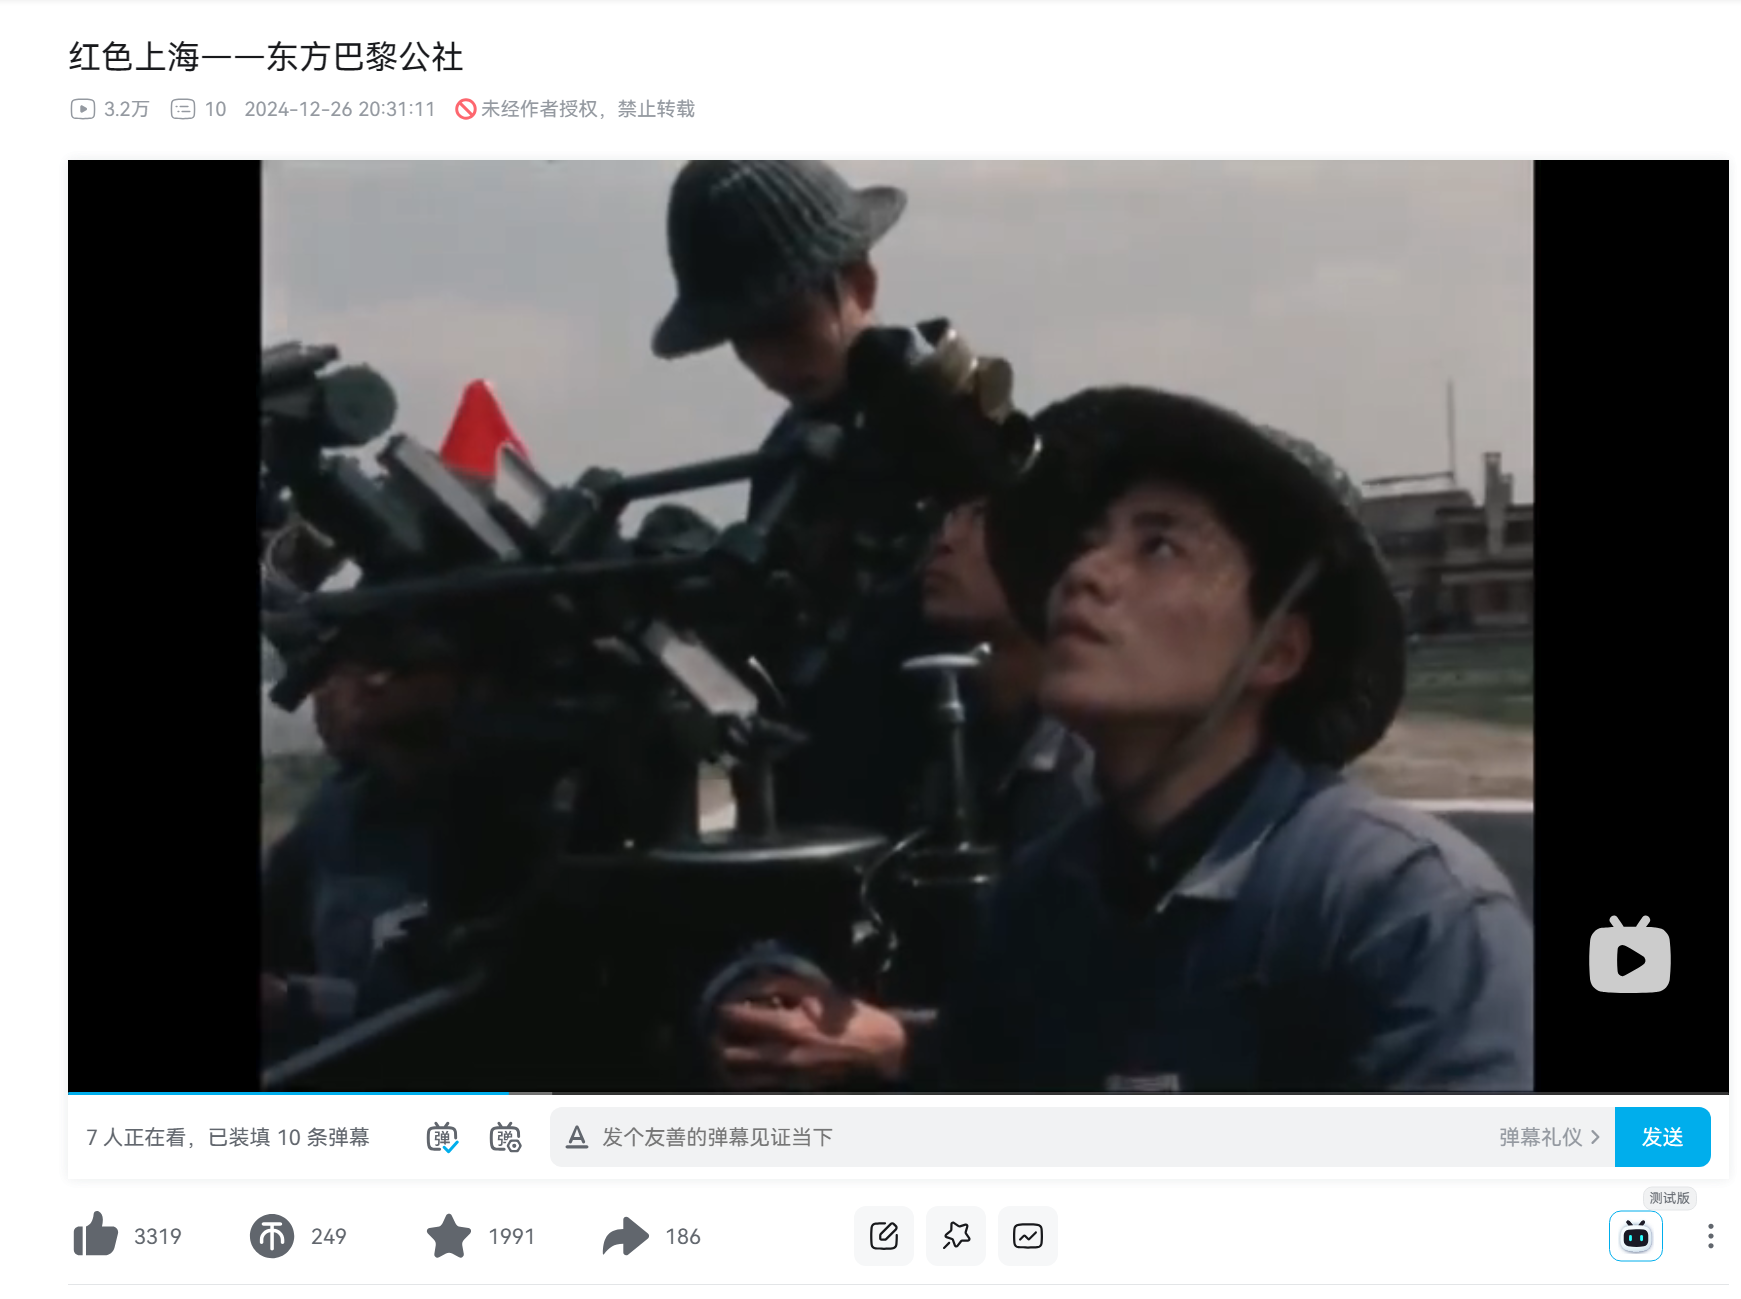 红色上海——东方巴黎公社
3.2万 10 2024-12-26 20:31:11 未经作者授权，禁止转载
7 人正在看，已装填 10 条弹幕 弹 弹 A 发个友善的弹幕见证当下 弹幕礼仪 > 发送
测试版
3319 249 1991 186